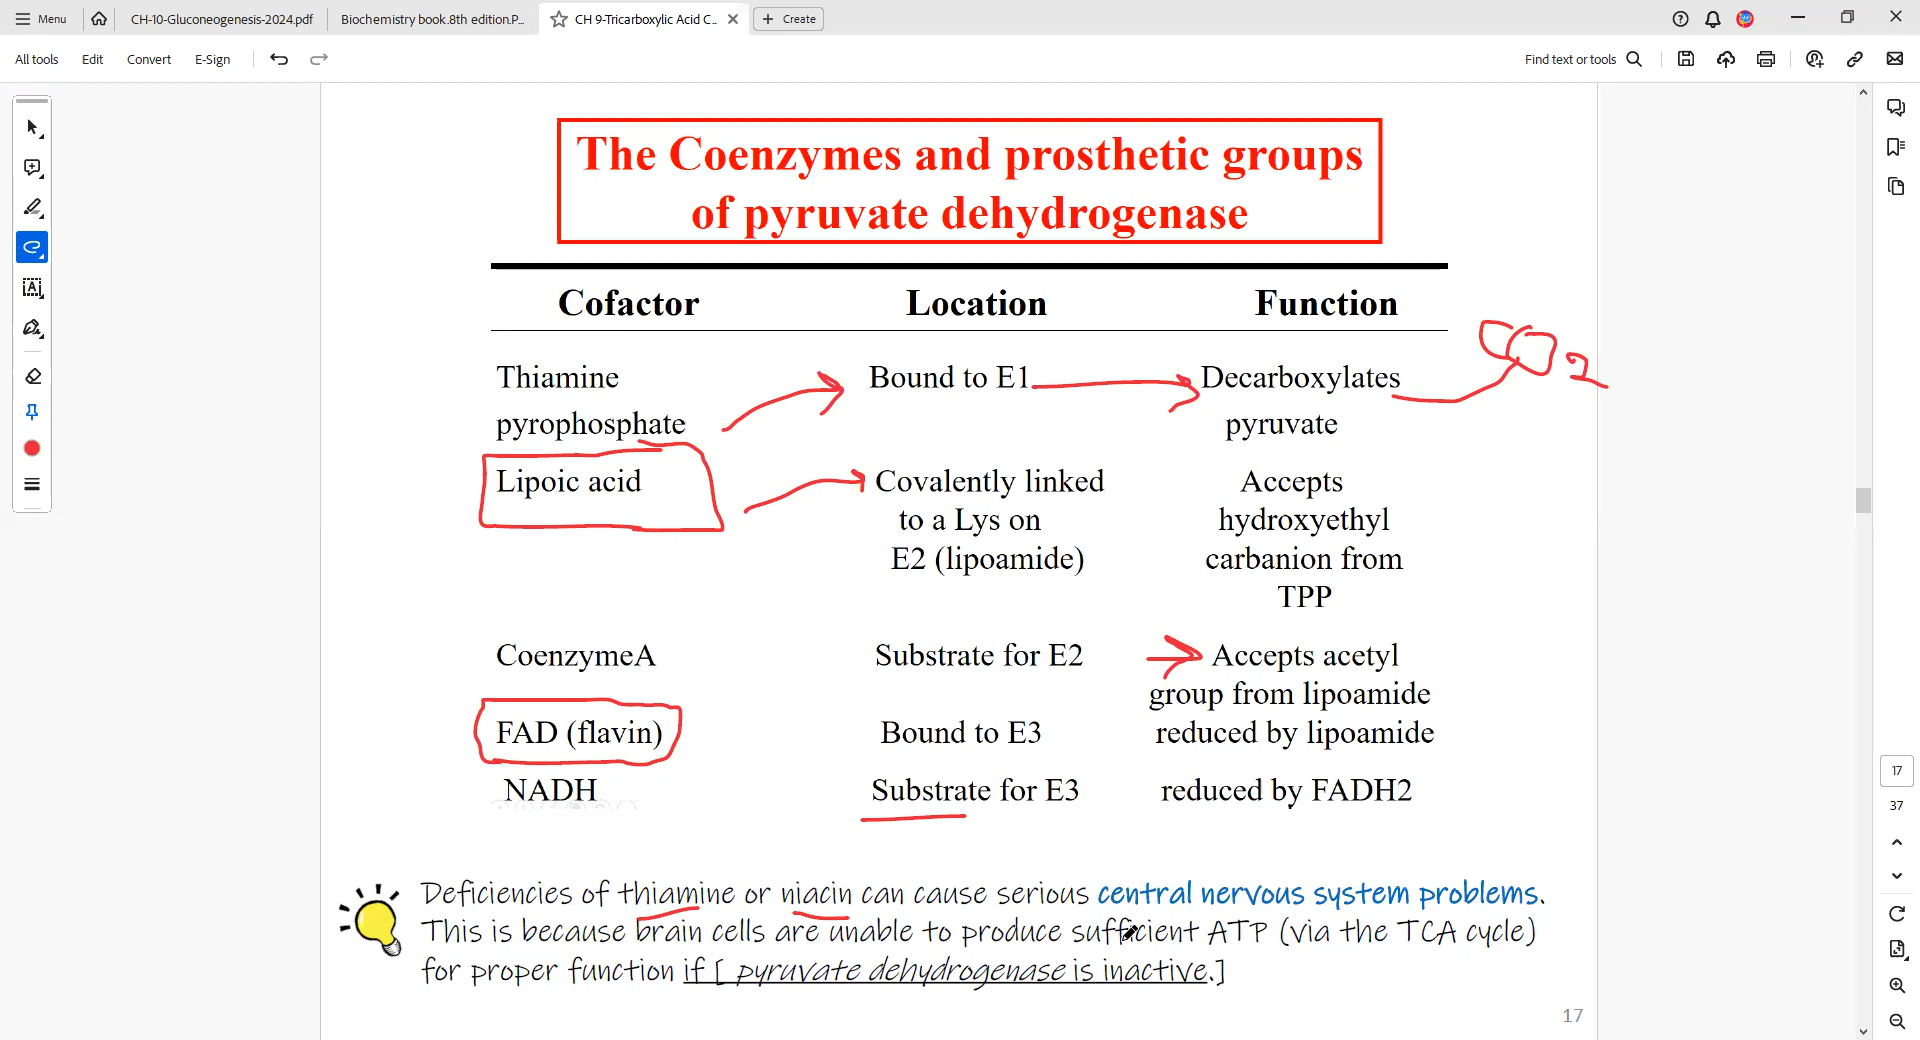 Menu
CH-10-Gluconeogenesis-2024.pdf
Biochemistry book.8th edition.P...
CH 9-Tricarboxylic Acid C...
Create
All tools
Edit
Convert
E-Sign
Find text or tools
The Coenzymes and prosthetic groups
of pyruvate dehydrogenase
Cofactor Location Function
Thiamine Bound to E1 Decarboxylates
pyrophosphate pyruvate
CO2
Lipoic acid Covalently linked Accepts
to a Lys on hydroxyethyl
E2 (lipoamide) carbanion from
TPP
CoenzymeA Substrate for E2 Accepts acetyl
group from lipoamide
FAD (flavin) Bound to E3 reduced by lipoamide
NADH Substrate for E3 reduced by FADH2
Deficiencies of thiamine or niacin can cause serious central nervous system problems.
This is because brain cells are unable to produce sufficient ATP (via the TCA cycle)
for proper function if [ pyruvate dehydrogenase is inactive.]
17
17
37